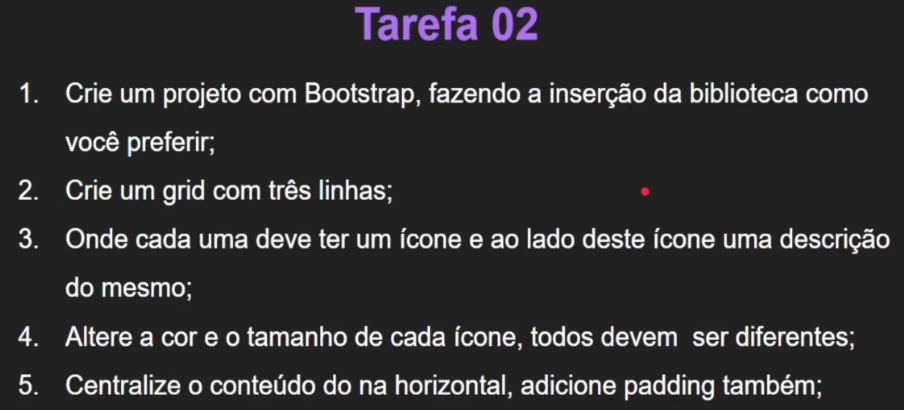 Tarefa 02
1. Crie um projeto com Bootstrap, fazendo a inserção da biblioteca como
você preferir;
2. Crie um grid com três linhas;
3. Onde cada uma deve ter um ícone e ao lado deste ícone uma descrição
do mesmo;
4. Altere a cor e o tamanho de cada ícone, todos devem  ser diferentes;
5. Centralize o conteúdo do na horizontal, adicione padding também;